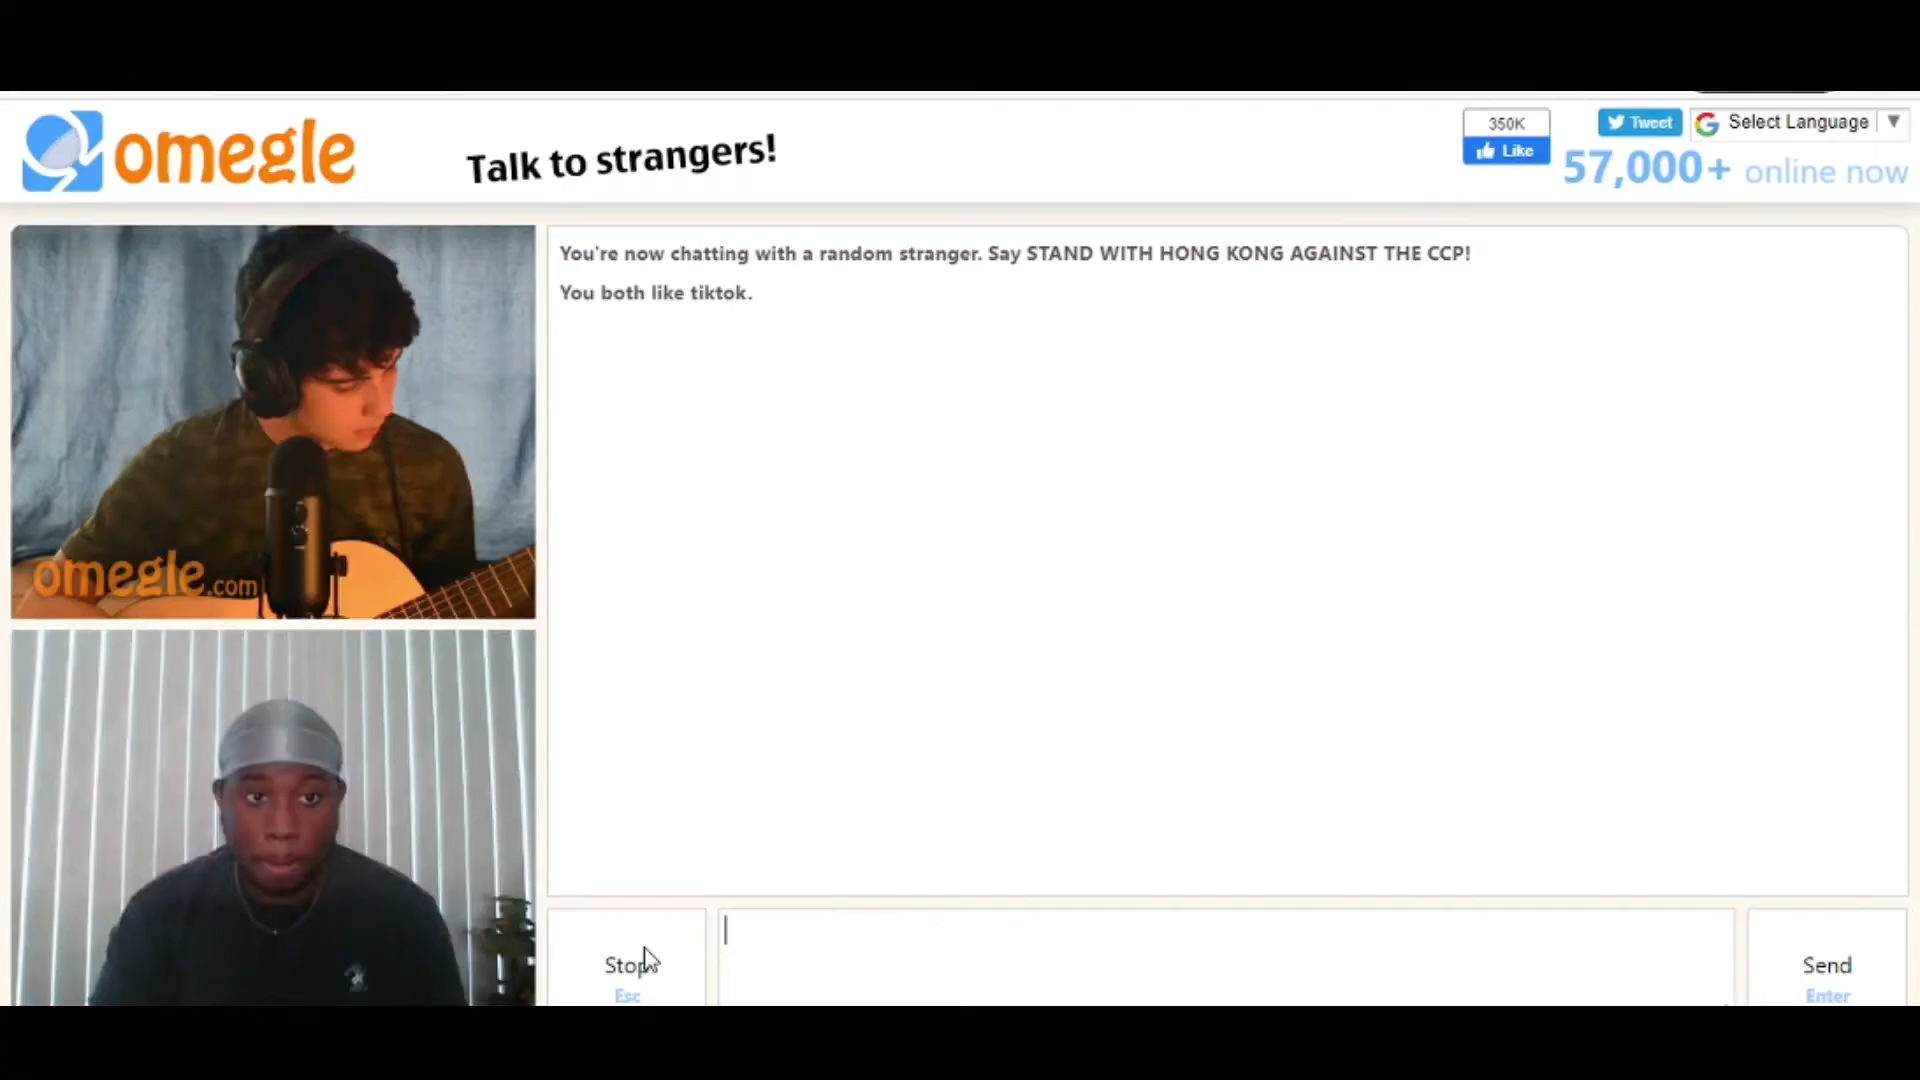 omegle
Talk to strangers!
350K
Like
Tweet
Select Language
57,000+ online now
You're now chatting with a random stranger. Say STAND WITH HONG KONG AGAINST THE CCP!
You both like tiktok.
omegle.com
Stop
Esc
Send
Enter